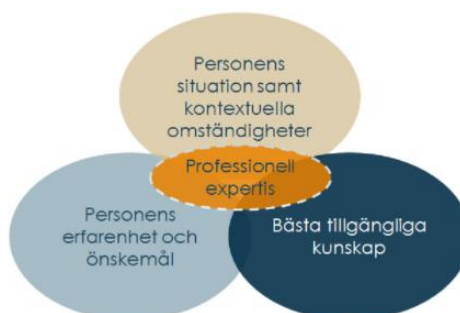 Personens
situation samt
kontextuella
omständigheter
Professionell
expertis
Personens
erfarenhet och
önskemål
Bästa tillgängliga
kunskap